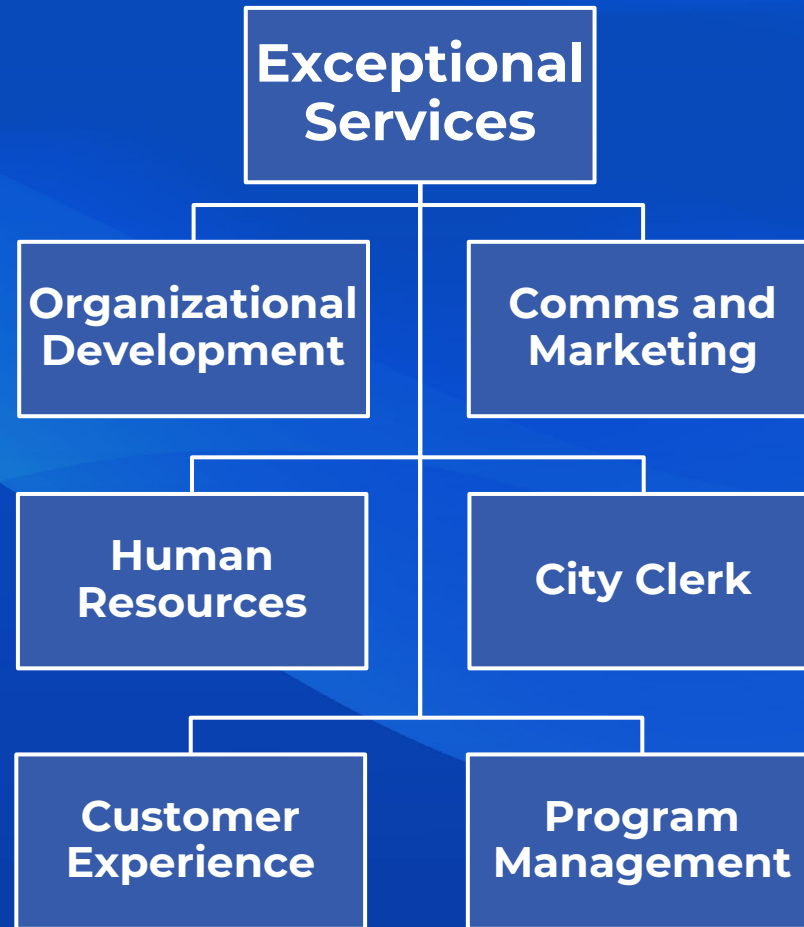 Exceptional
Services
Organizational
Development
Comms and
Marketing
Human
Resources
City Clerk
Customer
Experience
Program
Management